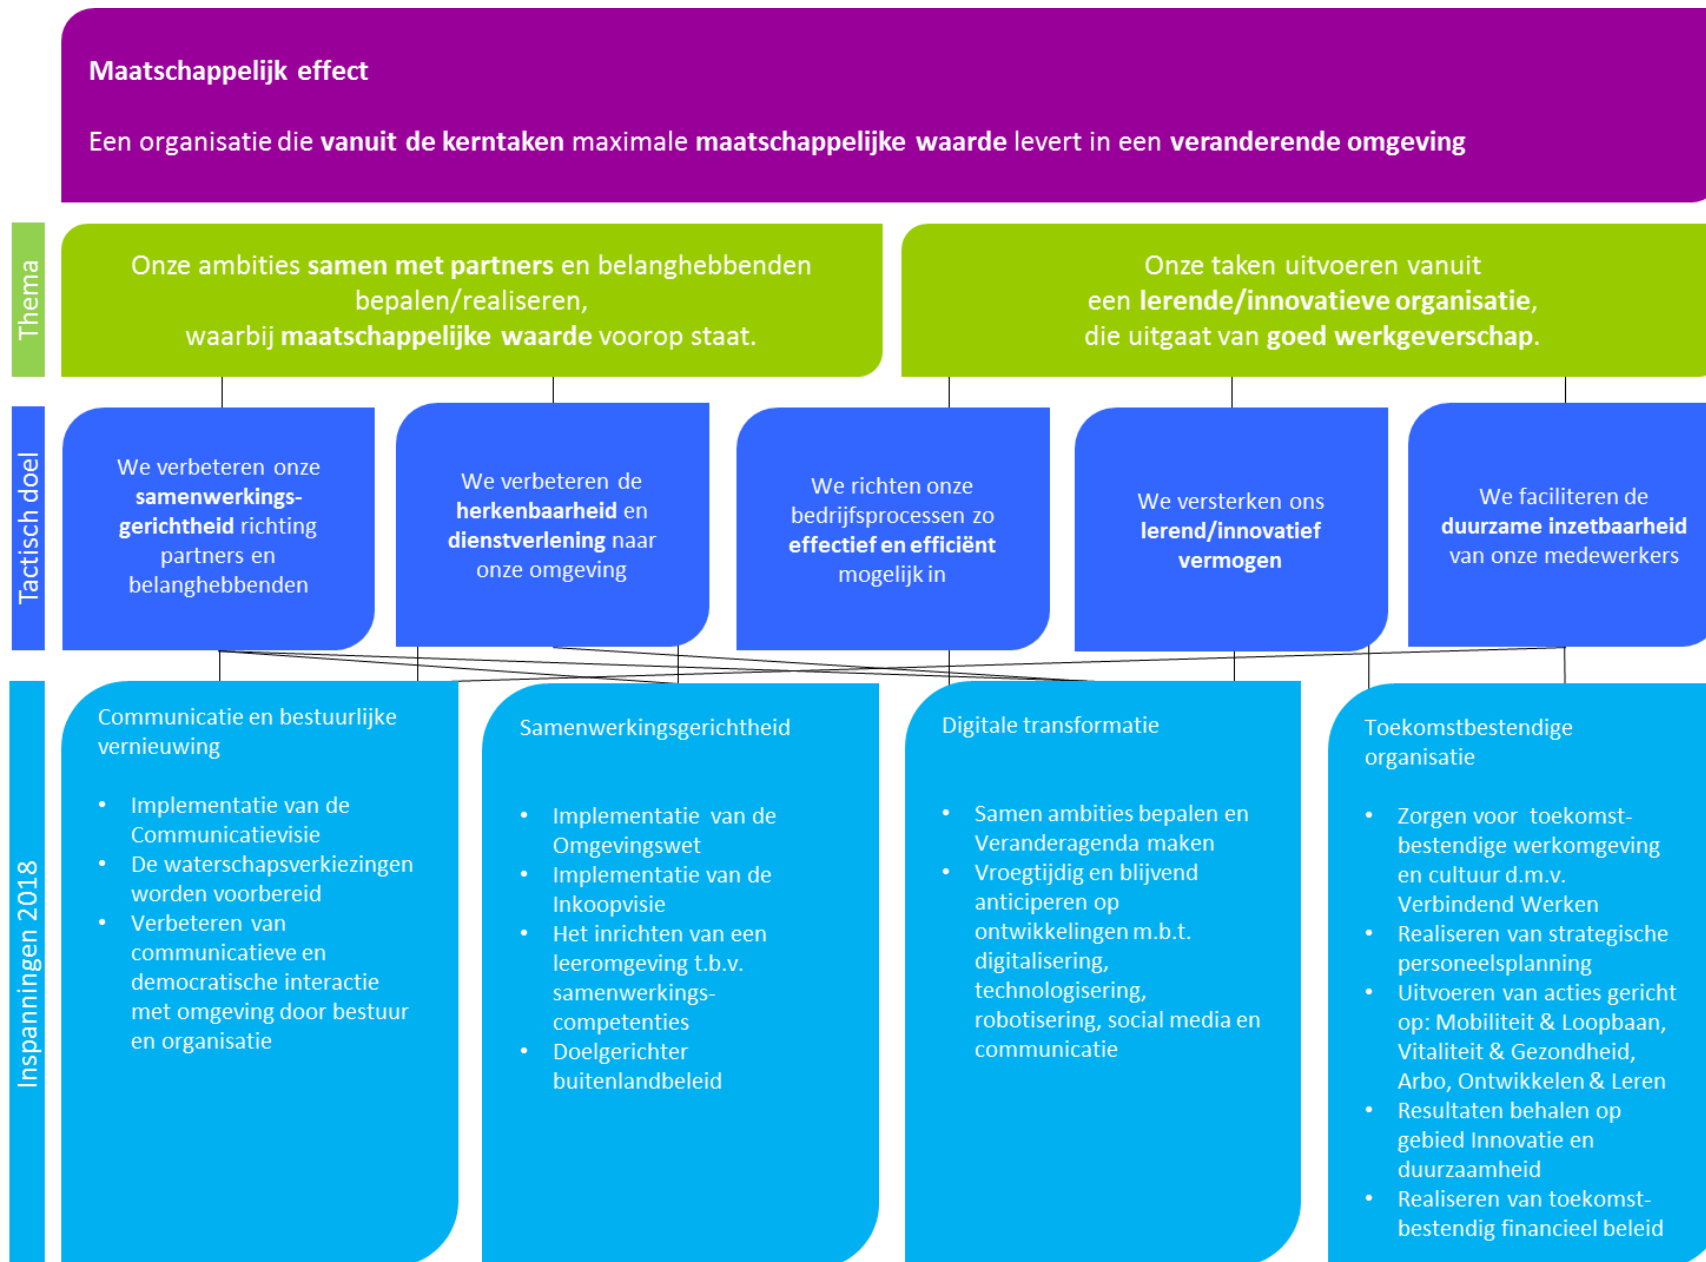 Maatschappelijk effect
Een organisatie die vanuit de kerntaken maximale maatschappelijke waarde levert in een veranderende omgeving
Thema
Onze ambities samen met partners en belanghebbenden
bepalen/realiseren,
waarbij maatschappelijke waarde voorop staat.
Onze taken uitvoeren vanuit
een lerende/innovatieve organisatie,
die uitgaat van goed werkgeverschap.
Tactisch doel
We verbeteren onze
samenwerkings-
gerichtheid richting
partners en
belanghebbenden
We verbeteren de
herkenbaarheid en
dienstverlening naar
onze omgeving
We richten onze
bedrijfsprocessen zo
effectief en efficiënt
mogelijk in
We versterken ons
lerend/innovatief
vermogen
We faciliteren de
duurzame inzetbaarheid
van onze medewerkers
Inspanningen 2018
Communicatie en bestuurlijke
vernieuwing
• Implementatie van de
Communicatievisie
• De waterschapsverkiezingen
worden voorbereid
• Verbeteren van
communicatieve en
democratische interactie
met omgeving door bestuur
en organisatie
Samenwerkingsgerichtheid
• Implementatie van de
Omgevingswet
• Implementatie van de
Inkoopvisie
• Het inrichten van een
leeromgeving t.b.v.
samenwerkings-
competenties
• Doelgerichter
buitenlandbeleid
Digitale transformatie
• Samen ambities bepalen en
Veranderagenda maken
• Vroegtijdig en blijvend
anticiperen op
ontwikkelingen m.b.t.
digitalisering,
technologisering,
robotisering, social media en
communicatie
Toekomstbestendige
organisatie
• Zorgen voor toekomst-
bestendige werkomgeving
en cultuur d.m.v.
Verbindend Werken
• Realiseren van strategische
personeelsplanning
• Uitvoeren van acties gericht
op: Mobiliteit & Loopbaan,
Vitaliteit & Gezondheid,
Arbo, Ontwikkelen & Leren
• Resultaten behalen op
gebied Innovatie en
duurzaamheid
• Realiseren van toekomst-
bestendig financieel beleid